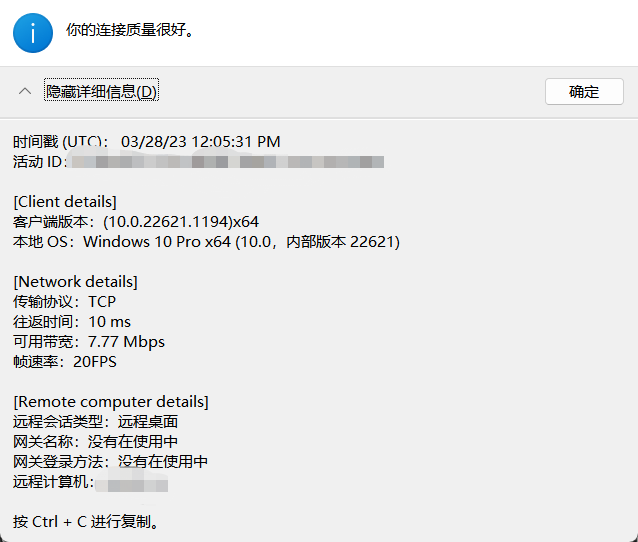 你的连接质量很好。
隐藏详细信息(D)
确定
时间戳 (UTC)： 03/28/23 12:05:31 PM
活动 ID：
[Client details]
客户端版本：(10.0.22621.1194)x64
本地 OS：Windows 10 Pro x64 (10.0，内部版本 22621)
[Network details]
传输协议：TCP
往返时间：10 ms
可用带宽：7.77 Mbps
帧速率：20FPS
[Remote computer details]
远程会话类型：远程桌面
网关名称：没有在使用中
网关登录方法：没有在使用中
远程计算机：
按 Ctrl + C 进行复制。